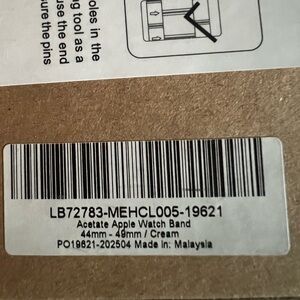 oles in the
g tool as a
use the end
ure the pins
LB72783-MEHCL005-19621
Acetate Apple Watch Band
44mm - 49mm / Cream
PO19621-202504 Made in: Malaysia